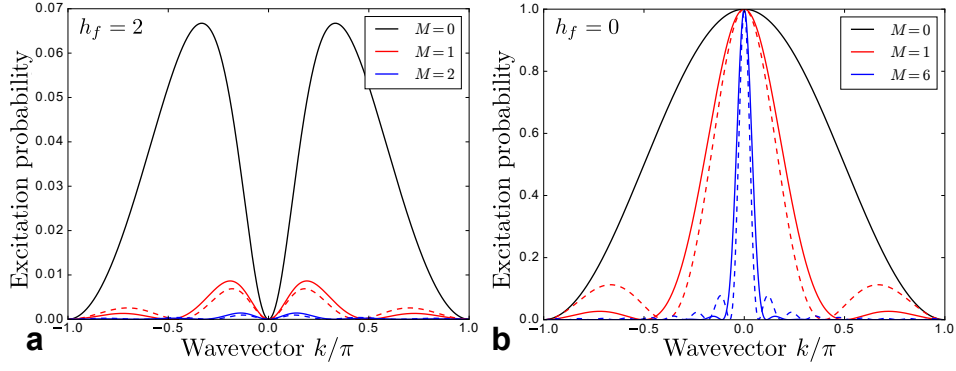 h_f = 2
M = 0
M = 1
M = 2
Excitation probability
0.07
0.06
0.05
0.04
0.03
0.02
0.01
0.00
−1.0 −0.5 0.0 0.5 1.0
Wavevector k/π
a
h_f = 0
M = 0
M = 1
M = 6
Excitation probability
1.0
0.8
0.6
0.4
0.2
0.0
−1.0 −0.5 0.0 0.5 1.0
Wavevector k/π
b